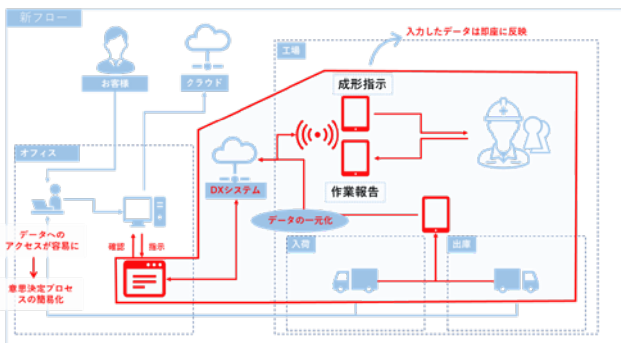 新フロー
入力したデータは即座に反映
工場
お客様
クラウド
成形指示
オフィス
DXシステム
作業報告
データの一元化
データへの
アクセスが容易に
確認
指示
入荷
出庫
意思決定プロセ
スの簡易化